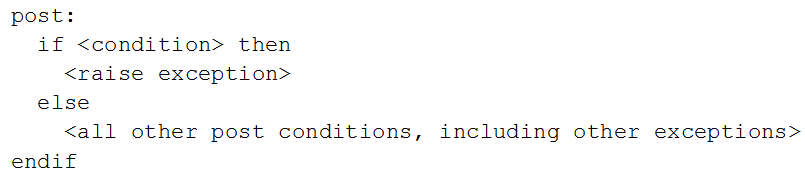 post:
  if <condition> then
    <raise exception>
  else
    <all other post conditions, including other exceptions>
endif